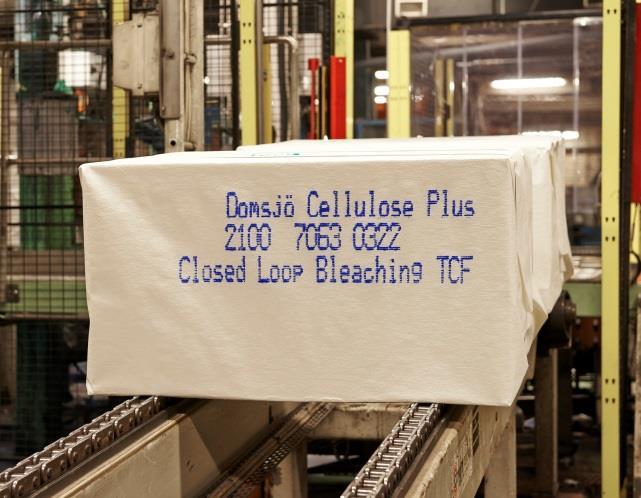 Domsjö Cellulose Plus
2100 7063 0322
Closed Loop Bleaching TCF